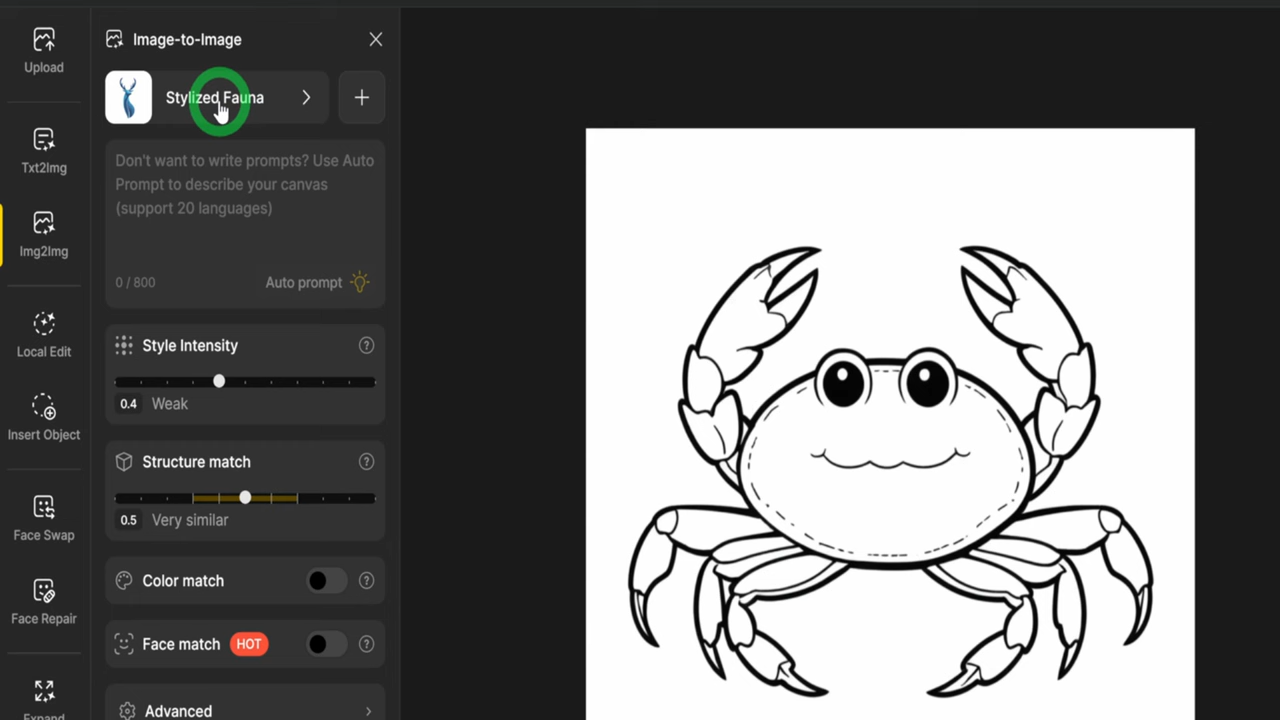 Upload
Txt2Img
Img2Img
Local Edit
Insert Object
Face Swap
Face Repair
Expand
Image-to-Image
Stylized Fauna
Don't want to write prompts? Use Auto
Prompt to describe your canvas
(support 20 languages)
0 / 800
Auto prompt
Style Intensity
0.4 Weak
Structure match
0.5 Very similar
Color match
Face match HOT
Advanced